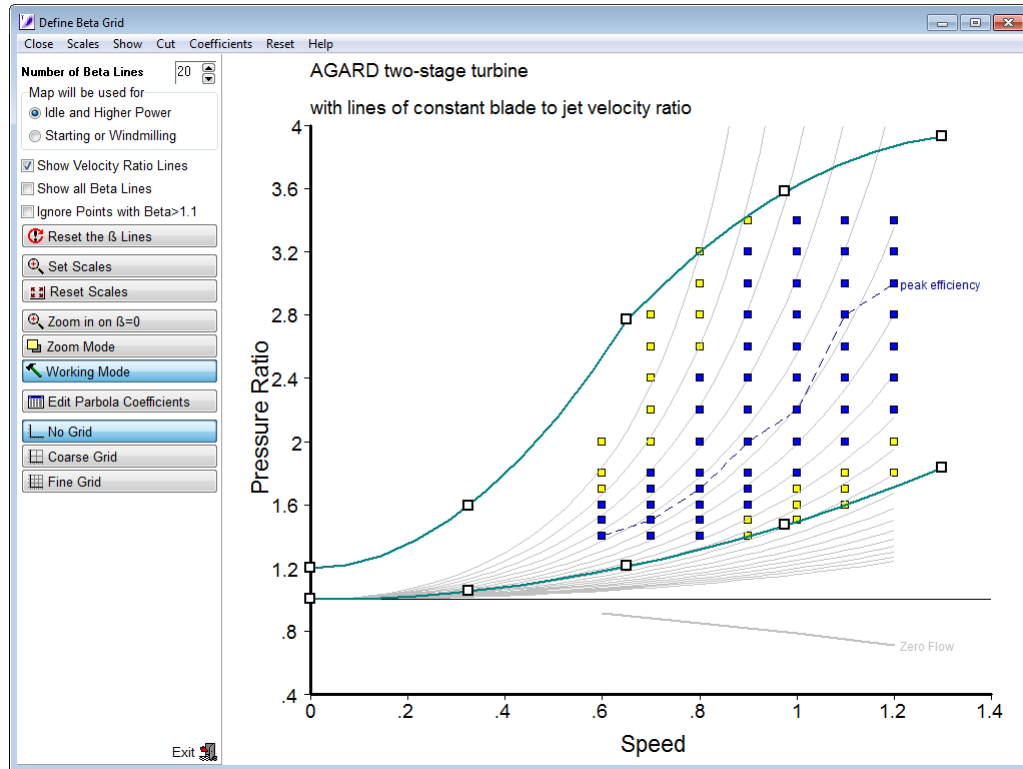 Define Beta Grid
Close Scales Show Cut Coefficients Reset Help
Number of Beta Lines 20
Map will be used for
Idle and Higher Power
Starting or Windmilling
Show Velocity Ratio Lines
Show all Beta Lines
Ignore Points with Beta>1.1
Reset the ß Lines
Set Scales
Reset Scales
Zoom in on ß=0
Zoom Mode
Working Mode
Edit Parbola Coefficients
No Grid
Coarse Grid
Fine Grid
Exit
AGARD two-stage turbine
with lines of constant blade to jet velocity ratio
4
3.6
3.2
2.8
2.4
2
1.6
1.2
.8
.4
Pressure Ratio
peak efficiency
Zero Flow
0 .2 .4 .6 .8 1 1.2 1.4
Speed